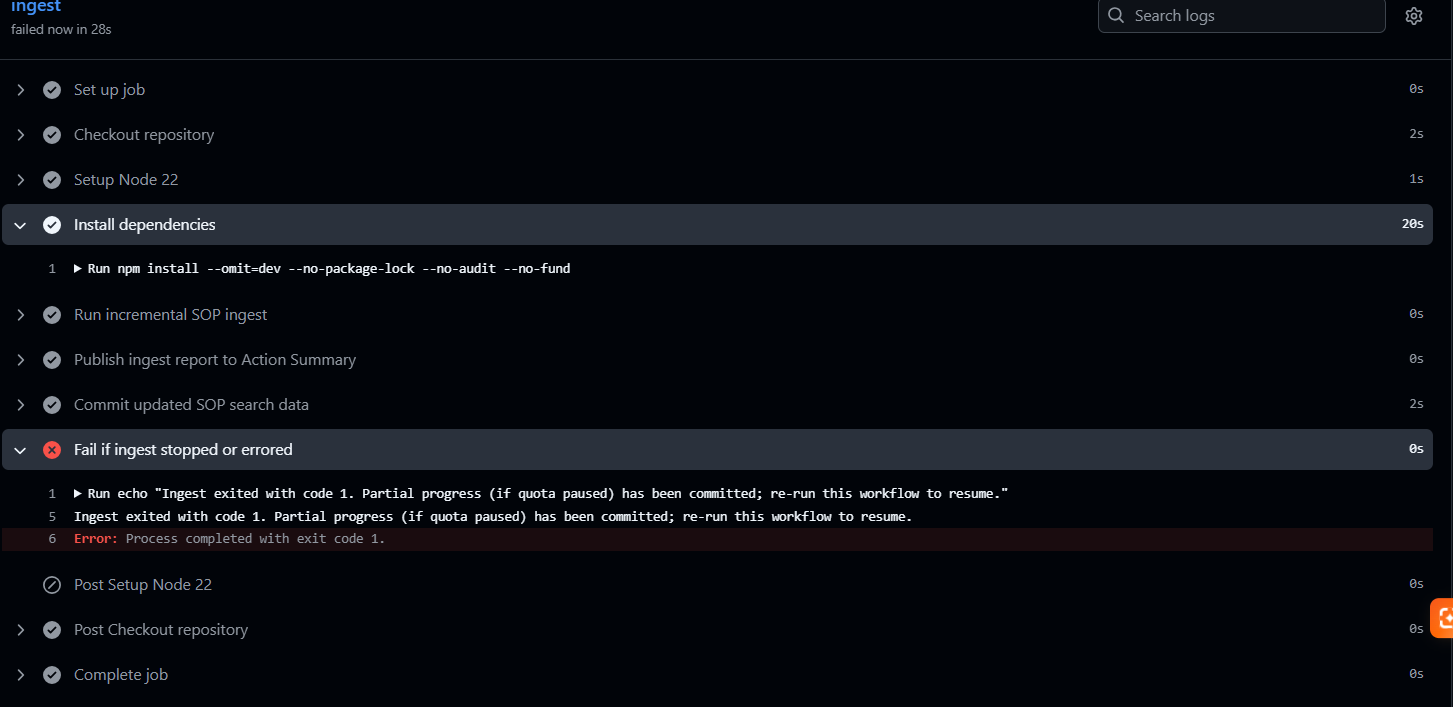 ingest
failed now in 28s
Search logs
Set up job 0s
Checkout repository 2s
Setup Node 22 1s
Install dependencies 20s
1 Run npm install --omit=dev --no-package-lock --no-audit --no-fund
Run incremental SOP ingest 0s
Publish ingest report to Action Summary 0s
Commit updated SOP search data 2s
Fail if ingest stopped or errored 0s
1 Run echo "Ingest exited with code 1. Partial progress (if quota paused) has been committed; re-run this workflow to resume."
5 Ingest exited with code 1. Partial progress (if quota paused) has been committed; re-run this workflow to resume.
6 Error: Process completed with exit code 1.
Post Setup Node 22 0s
Post Checkout repository 0s
Complete job 0s